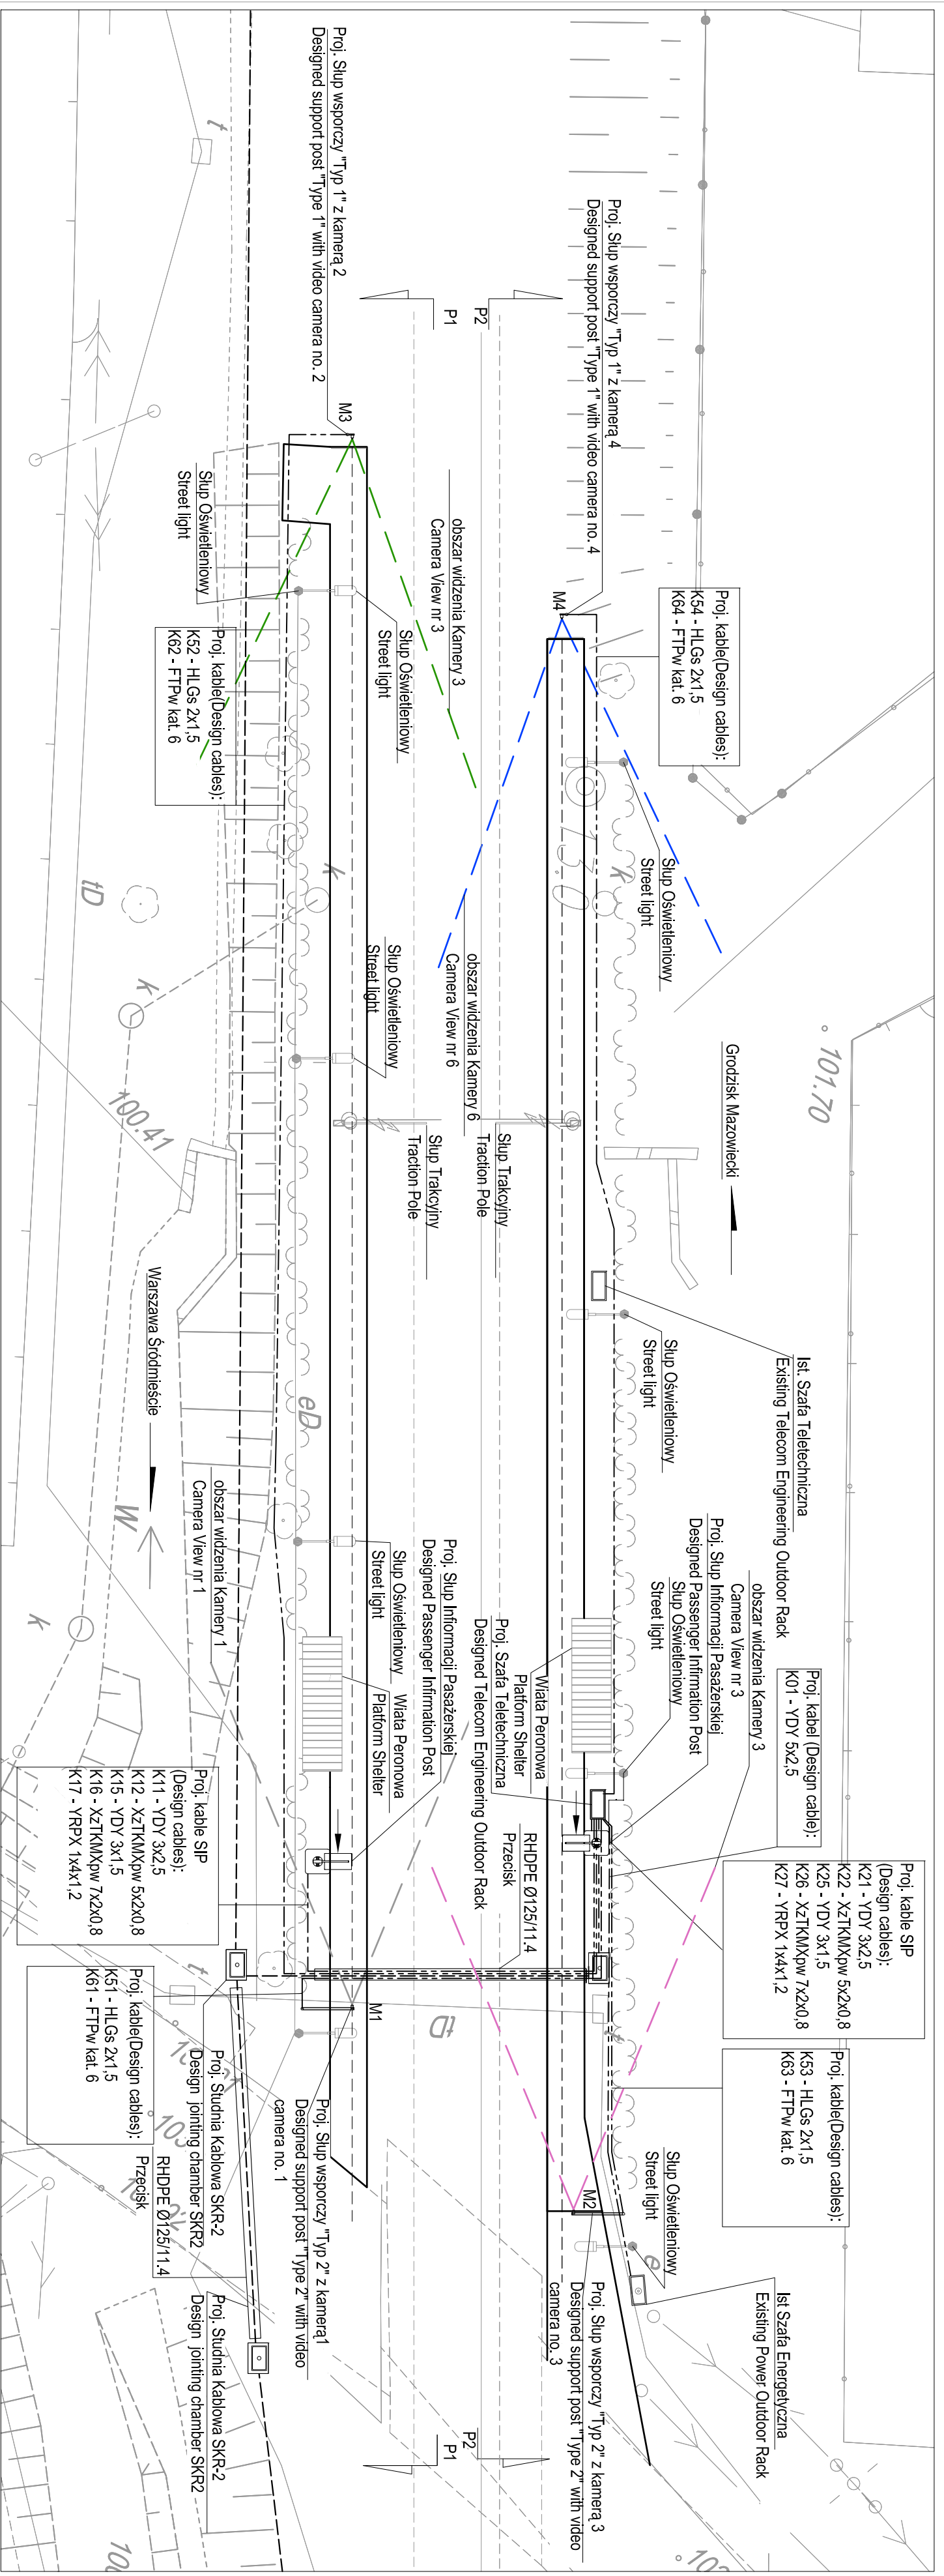 Proj. Słup wsporczy "Typ 1" z kamerą 2
Designed support post "Type 1" with video camera no. 2
Proj. Słup wsporczy "Typ 1" z kamerą 4
Designed support post "Type 1" with video camera no. 4
P2
P1
M3
M4
t
Słup Oświetleniowy
Street light
obszar widzenia Kamery 3
Camera View nr 3
Proj. kable(Design cables):
K54 - HLGs 2x1,5
K64 - FTPw kat. 6
Proj. kable(Design cables):
K52 - HLGs 2x1,5
K62 - FTPw kat. 6
Słup Oświetleniowy
Street light
Słup Oświetleniowy
Street light
tD
k
k
k
Słup Oświetleniowy
Street light
obszar widzenia Kamery 6
Camera View nr 6
101.70
Grodzisk Mazowiecki
100.41
Słup Trakcyjny
Traction Pole
Słup Trakcyjny
Traction Pole
Warszawa Śródmieście
W
k
eD
Ist. Szafa Teletechniczna
Existing Telecom Engineering Outdoor Rack
Słup Oświetleniowy
Street light
obszar widzenia Kamery 1
Camera View nr 1
obszar widzenia Kamery 3
Camera View nr 3
Proj. Słup Informacji Pasażerskiej
Designed Passenger Infirmation Post
Słup Oświetleniowy
Street light
Proj. Słup Informacji Pasażerskiej
Designed Passenger Infirmation Post
Słup Oświetleniowy
Street light
Wiata Peronowa
Platform Shelter
Wiata Peronowa
Platform Shelter
Proj. Szafa Teletechniczna
Designed Telecom Engineering Outdoor Rack
Proj. kabel (Design cable):
K01 - YDY 5x2,5
RHDPE Ø125/11.4
Przecisk
Proj. kable SIP
(Design cables):
K11 - YDY 3x2,5
K12 - XzTKMXpw 5x2x0,8
K15 - YDY 3x1,5
K16 - XzTKMXpw 7x2x0,8
K17 - YRPX 1x4x1,2
Proj. kable SIP
(Design cables):
K21 - YDY 3x2,5
K22 - XzTKMXpw 5x2x0,8
K25 - YDY 3x1,5
K26 - XzTKMXpw 7x2x0,8
K27 - YRPX 1x4x1,2
M1
t
tD
Proj. kable(Design cables):
K51 - HLGs 2x1,5
K61 - FTPw kat. 6
Proj. kable(Design cables):
K53 - HLGs 2x1,5
K63 - FTPw kat. 6
Proj. Studnia Kablowa SKR-2
Design jointing chamber SKR2
Proj. Słup wsporczy "Typ 2" z kamerą1
Designed support post "Type 2" with video
camera no. 1
RHDPE Ø125/11.4
Przecisk
M2
Słup Oświetleniowy
Street light
e
Proj. Słup wsporczy "Typ 2" z kamerą 3
Designed support post "Type 2" with video
camera no. 3
Ist Szafa Energetyczna
Existing Power Outdoor Rack
Proj. Studnia Kablowa SKR-2
Design jointing chamber SKR2
P2
P1